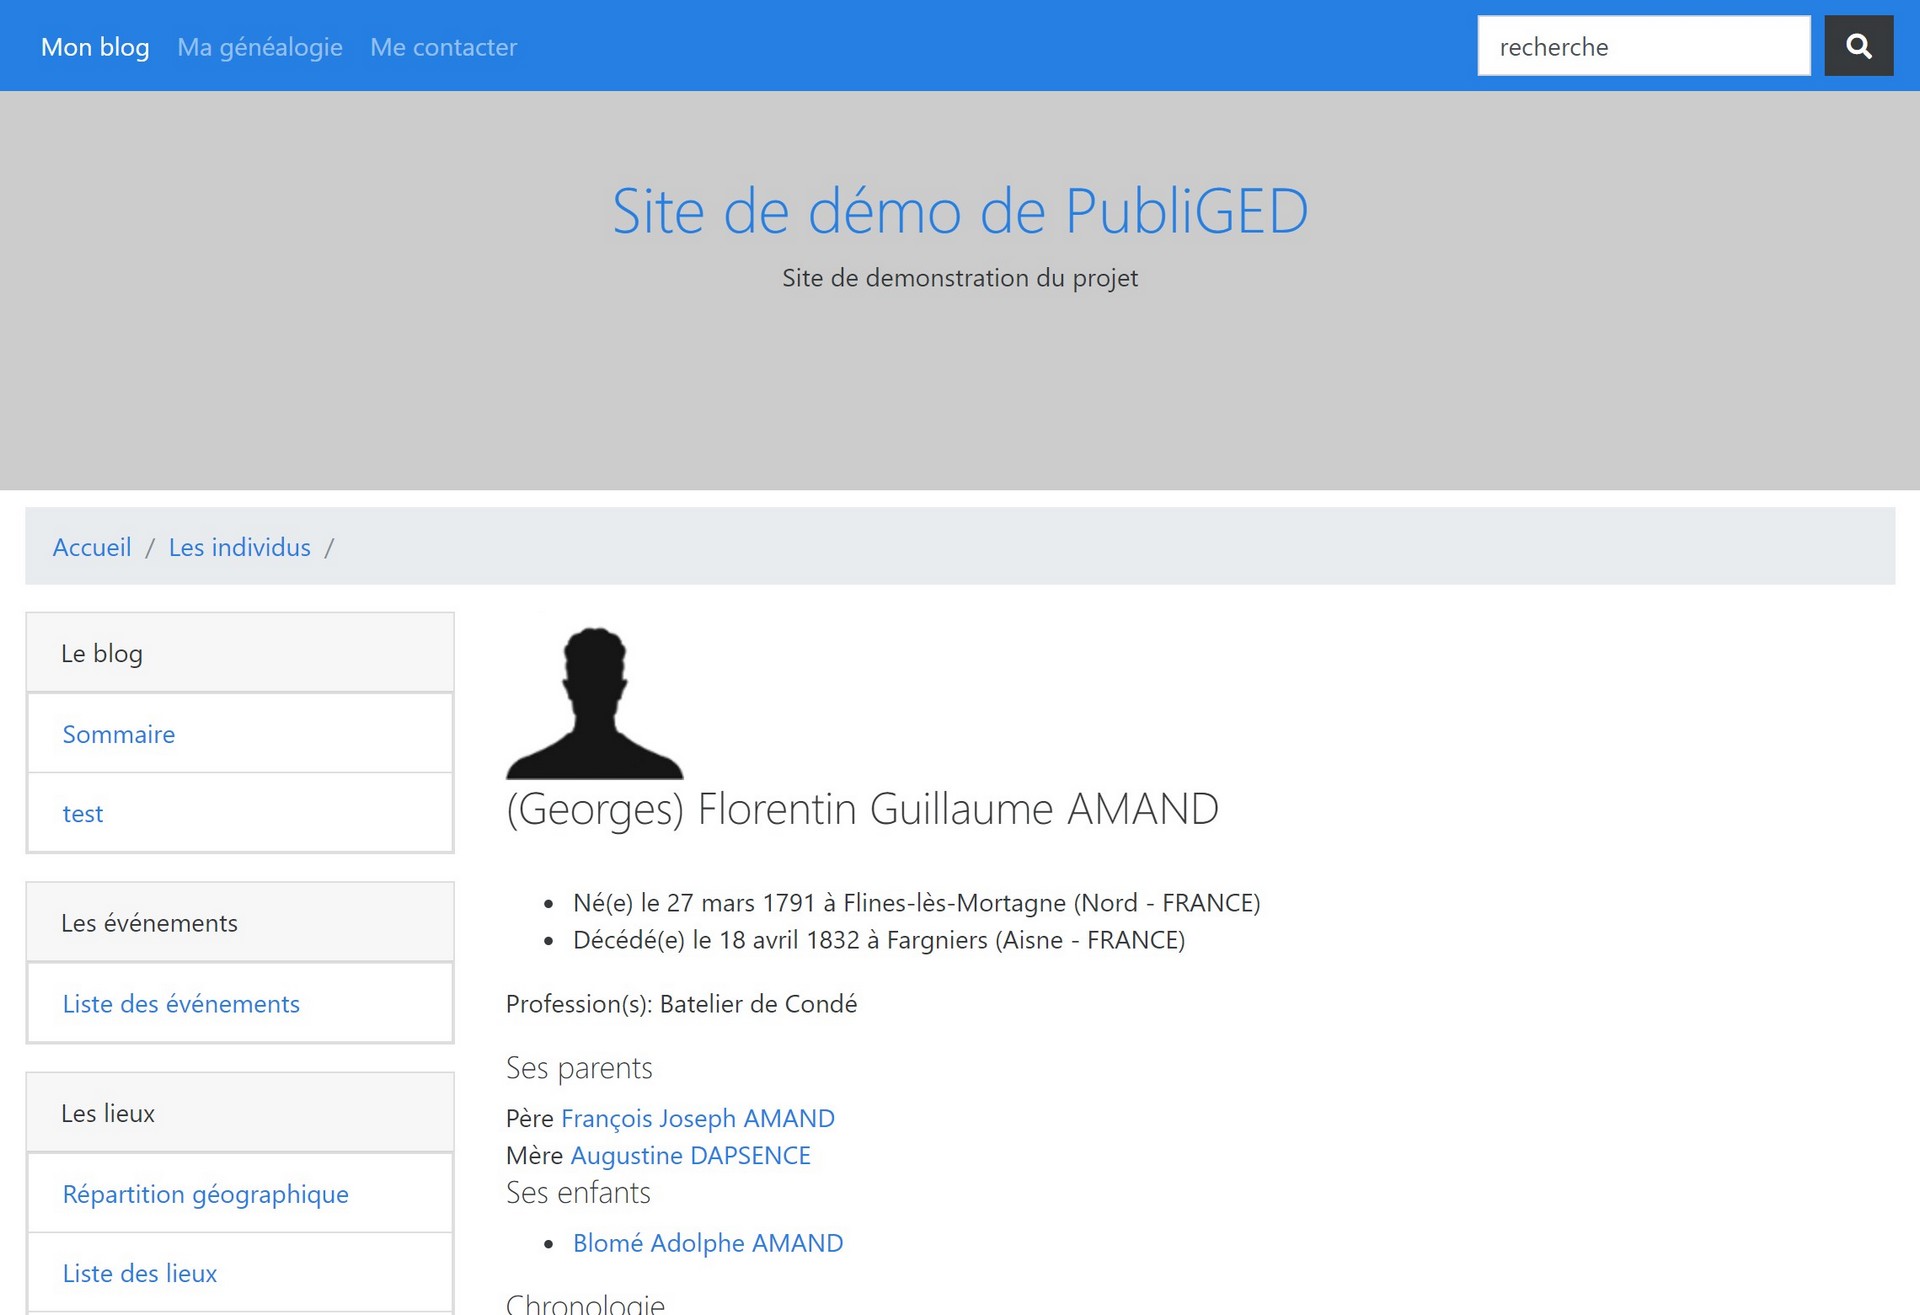 Mon blog Ma généalogie Me contacter recherche
Site de démo de PubliGED
Site de demonstration du projet
Accueil / Les individus /
Le blog
Sommaire
test
Les événements
Liste des événements
Les lieux
Répartition géographique
Liste des lieux
(Georges) Florentin Guillaume AMAND
• Né(e) le 27 mars 1791 à Flines-lès-Mortagne (Nord - FRANCE)
• Décédé(e) le 18 avril 1832 à Fargniers (Aisne - FRANCE)
Profession(s): Batelier de Condé
Ses parents
Père François Joseph AMAND
Mère Augustine DAPSENCE
Ses enfants
• Blomé Adolphe AMAND
Chronologie